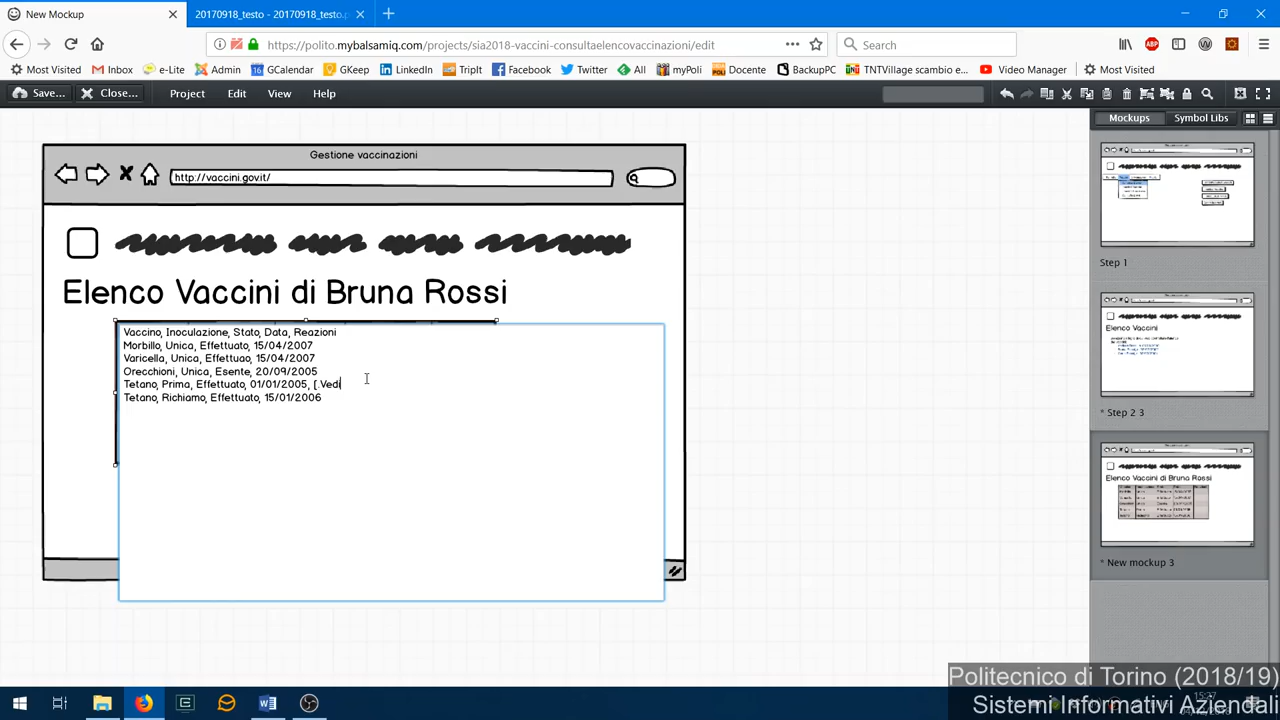 New Mockup
20170918_testo - 20170918_testo.p
https://polito.mybalsamiq.com/projects/sia2018-vaccini-consultaelencovaccinazioni/edit
Search
Most Visited
Inbox
e-Lite
Admin
GCalendar
GKeep
LinkedIn
TripIt
Facebook
Twitter
All
myPoli
Docente
BackupPC
TNTVillage scambio e...
Video Manager
Most Visited
Save...
Close...
Project
Edit
View
Help
Mockups
Symbol Libs
Gestione vaccinazioni
http://vaccini.gov.it/
Elenco Vaccini di Bruna Rossi
Vaccino, Inoculazione, Stato, Data, Reazioni
Morbillo, Unica, Effettuato, 15/04/2007
Varicella, Unica, Effettuao, 15/04/2007
Orecchioni, Unica, Esente, 20/09/2005
Tetano, Prima, Effettuato, 01/01/2005, [.Vedi
Tetano, Richiamo, Effettuato, 15/01/2006
Step 1
Elenco Vaccini
* Step 2 3
Elenco Vaccini di Bruna Rossi
* New mockup 3
Politecnico di Torino (2018/19)
15:27
Sistemi Informativi Aziendali